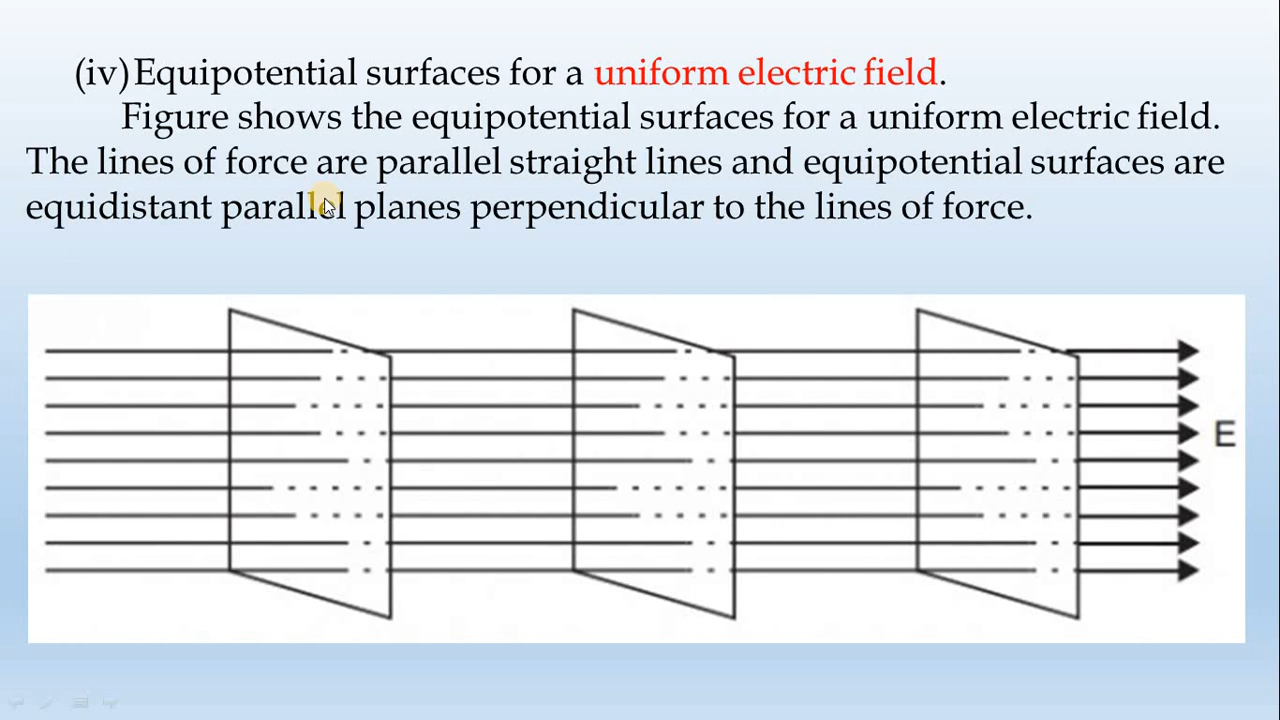 (iv) Equipotential surfaces for a uniform electric field.
Figure shows the equipotential surfaces for a uniform electric field.
The lines of force are parallel straight lines and equipotential surfaces are
equidistant parallel planes perpendicular to the lines of force.
E